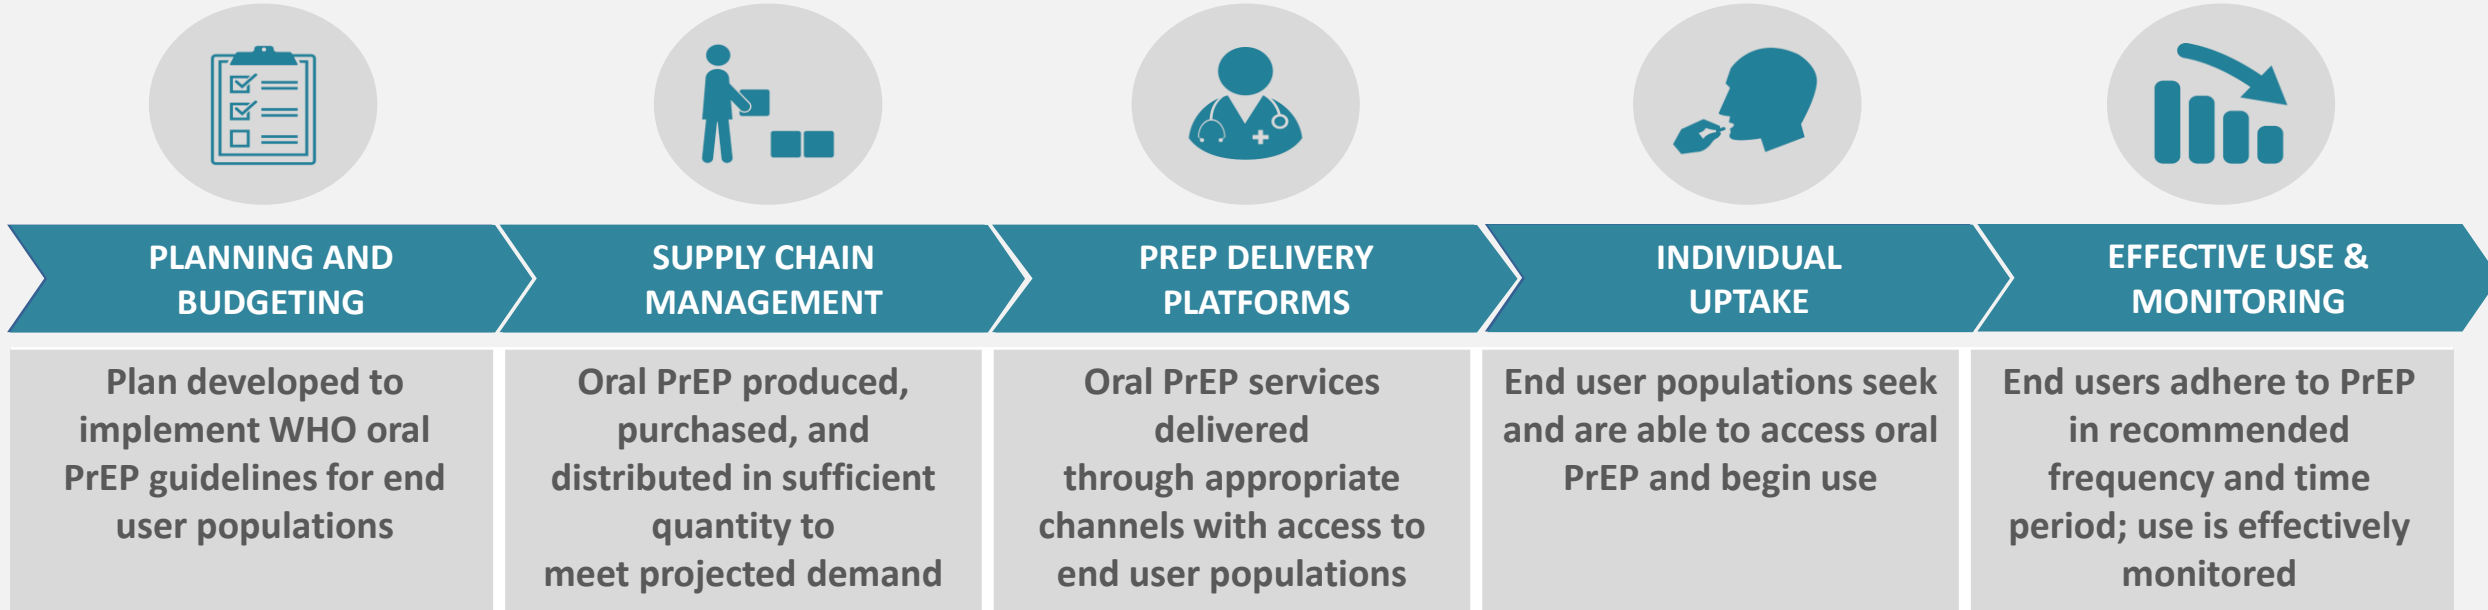 PLANNING AND
BUDGETING
SUPPLY CHAIN
MANAGEMENT
PREP DELIVERY
PLATFORMS
INDIVIDUAL
UPTAKE
EFFECTIVE USE &
MONITORING
Plan developed to
implement WHO oral
PrEP guidelines for end
user populations
Oral PrEP produced,
purchased, and
distributed in sufficient
quantity to
meet projected demand
Oral PrEP services
delivered
through appropriate
channels with access to
end user populations
End user populations seek
and are able to access oral
PrEP and begin use
End users adhere to PrEP
in recommended
frequency and time
period; use is effectively
monitored